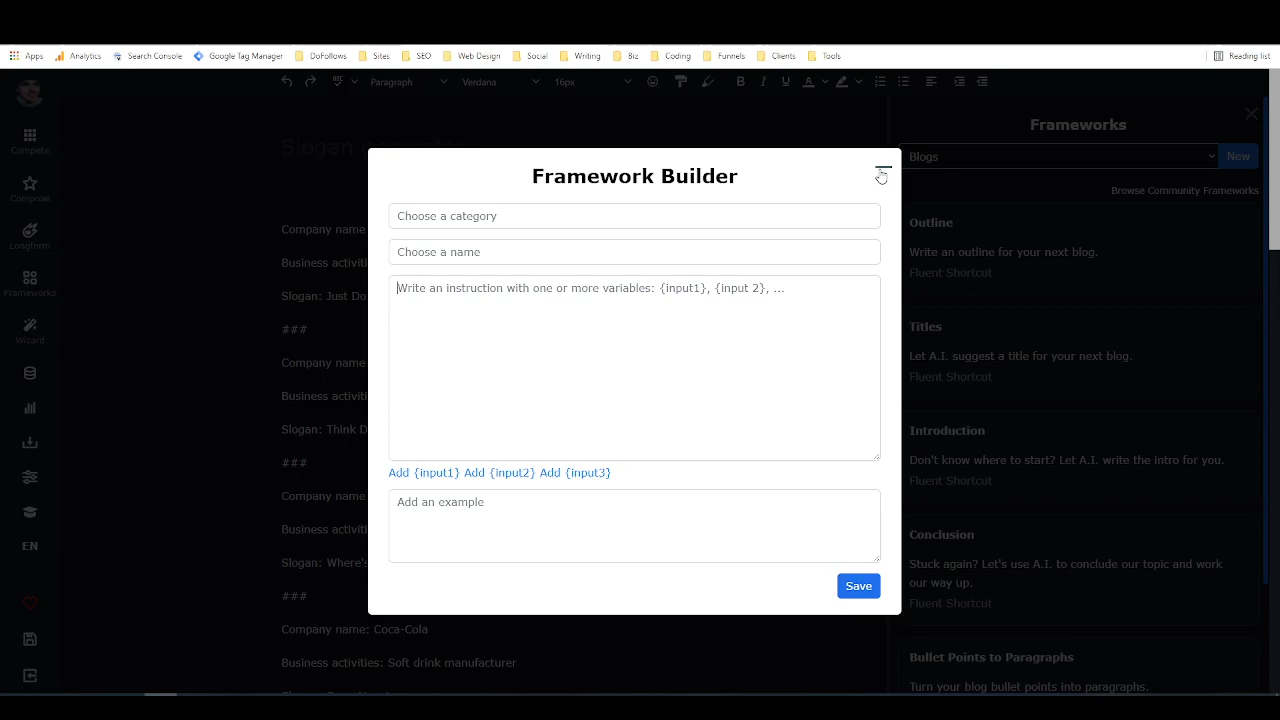 Apps Analytics Search Console Google Tag Manager DoFollows Sites SEO Web Design Social Writing Biz Coding Funnels Clients Tools Reading list
Paragraph Verdana 16px B I U A
Compete
Compose
Longform
Frameworks
Wizard
EN
Slogan
Company name
Business activiti
Slogan: Just Do
###
Company name
Business activiti
Slogan: Think D
###
Company name
Business activiti
Slogan: Where's
###
Company name: Coca-Cola
Business activities: Soft drink manufacturer
Framework Builder
Choose a category
Choose a name
Write an instruction with one or more variables: {input1}, {input 2}, ...
Add {input1} Add {input2} Add {input3}
Add an example
Save
Frameworks
Blogs New
Browse Community Frameworks
Outline
Write an outline for your next blog.
Fluent Shortcut
Titles
Let A.I. suggest a title for your next blog.
Fluent Shortcut
Introduction
Don't know where to start? Let A.I. write the intro for you.
Fluent Shortcut
Conclusion
Stuck again? Let's use A.I. to conclude our topic and work
our way up.
Fluent Shortcut
Bullet Points to Paragraphs
Turn your blog bullet points into paragraphs.